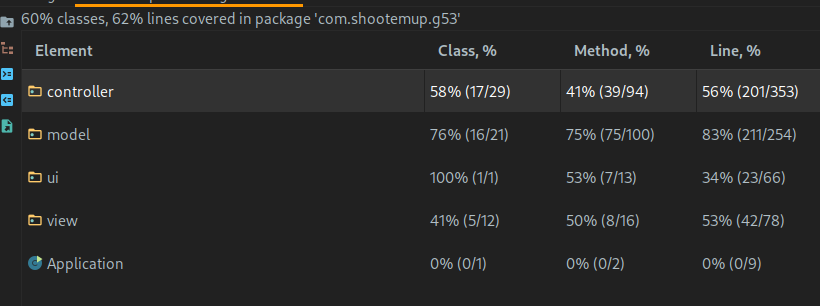 60% classes, 62% lines covered in package 'com.shootemup.g53'
Element Class, % Method, % Line, %
controller 58% (17/29) 41% (39/94) 56% (201/353)
model 76% (16/21) 75% (75/100) 83% (211/254)
ui 100% (1/1) 53% (7/13) 34% (23/66)
view 41% (5/12) 50% (8/16) 53% (42/78)
Application 0% (0/1) 0% (0/2) 0% (0/9)